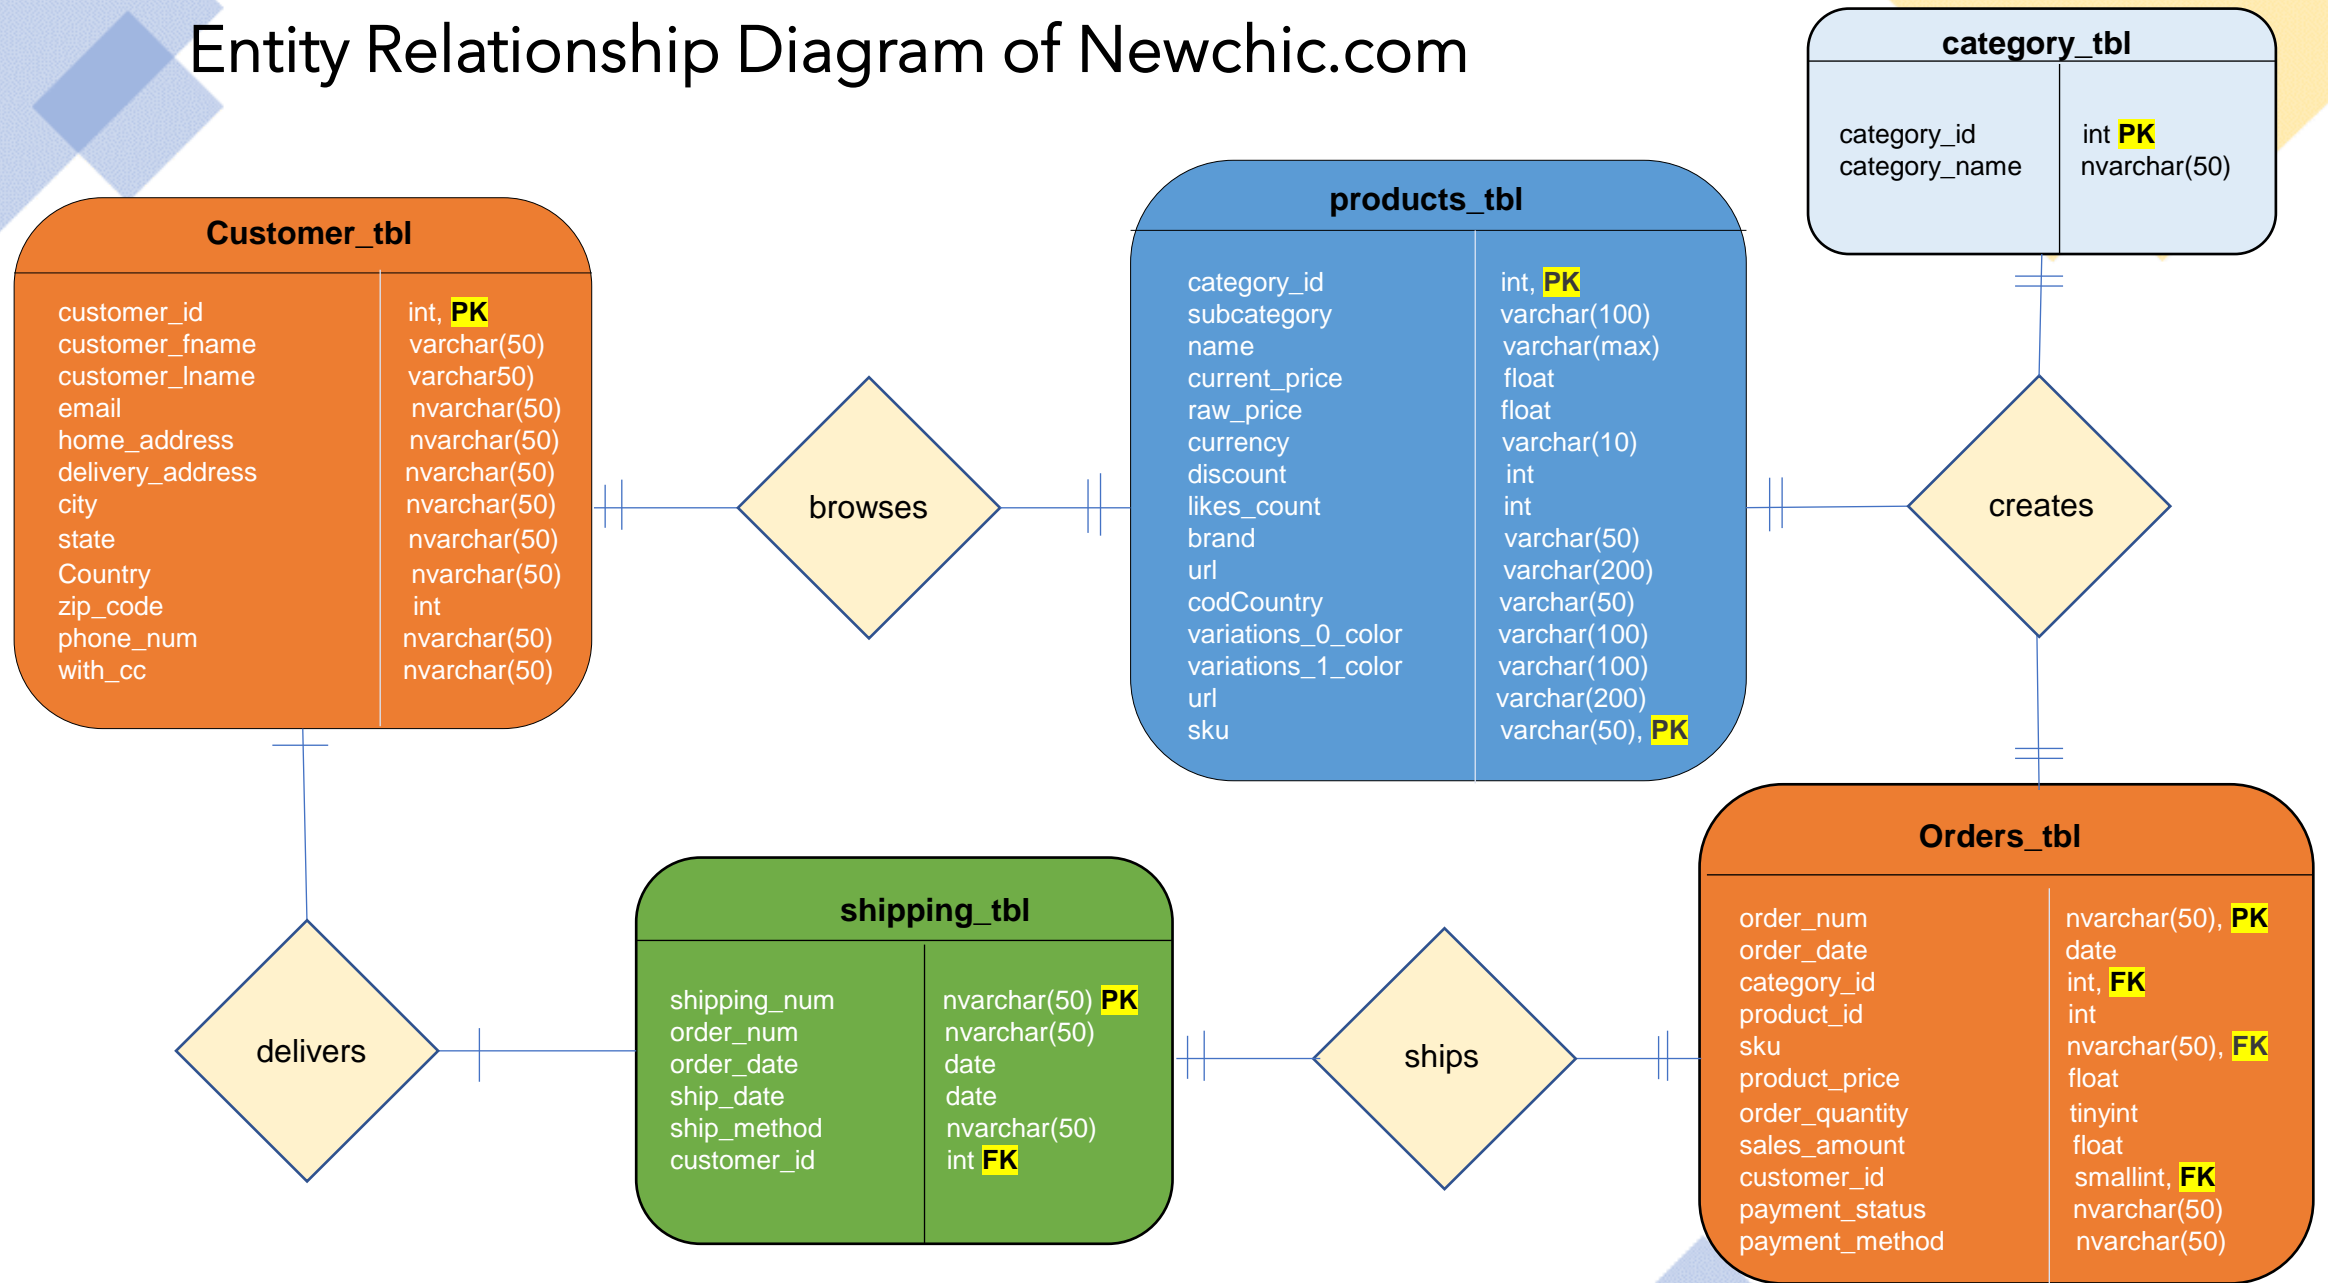 Entity Relationship Diagram of Newchic.com
category_tbl
category_id int PK
category_name nvarchar(50)
products_tbl
category_id int, PK
subcategory varchar(100)
name varchar(max)
current_price float
raw_price float
currency varchar(10)
discount int
likes_count int
brand varchar(50)
url varchar(200)
codCountry varchar(50)
variations_0_color varchar(100)
variations_1_color varchar(100)
url varchar(200)
sku varchar(50), PK
Customer_tbl
customer_id int, PK
customer_fname varchar(50)
customer_lname varchar50)
email nvarchar(50)
home_address nvarchar(50)
delivery_address nvarchar(50)
city nvarchar(50)
state nvarchar(50)
Country nvarchar(50)
zip_code int
phone_num nvarchar(50)
with_cc nvarchar(50)
browses
creates
Orders_tbl
order_num nvarchar(50), PK
order_date date
category_id int, FK
product_id int
sku nvarchar(50), FK
product_price float
order_quantity tinyint
sales_amount float
customer_id smallint, FK
payment_status nvarchar(50)
payment_method nvarchar(50)
shipping_tbl
shipping_num nvarchar(50) PK
order_num nvarchar(50)
order_date date
ship_date date
ship_method nvarchar(50)
customer_id int FK
delivers
ships